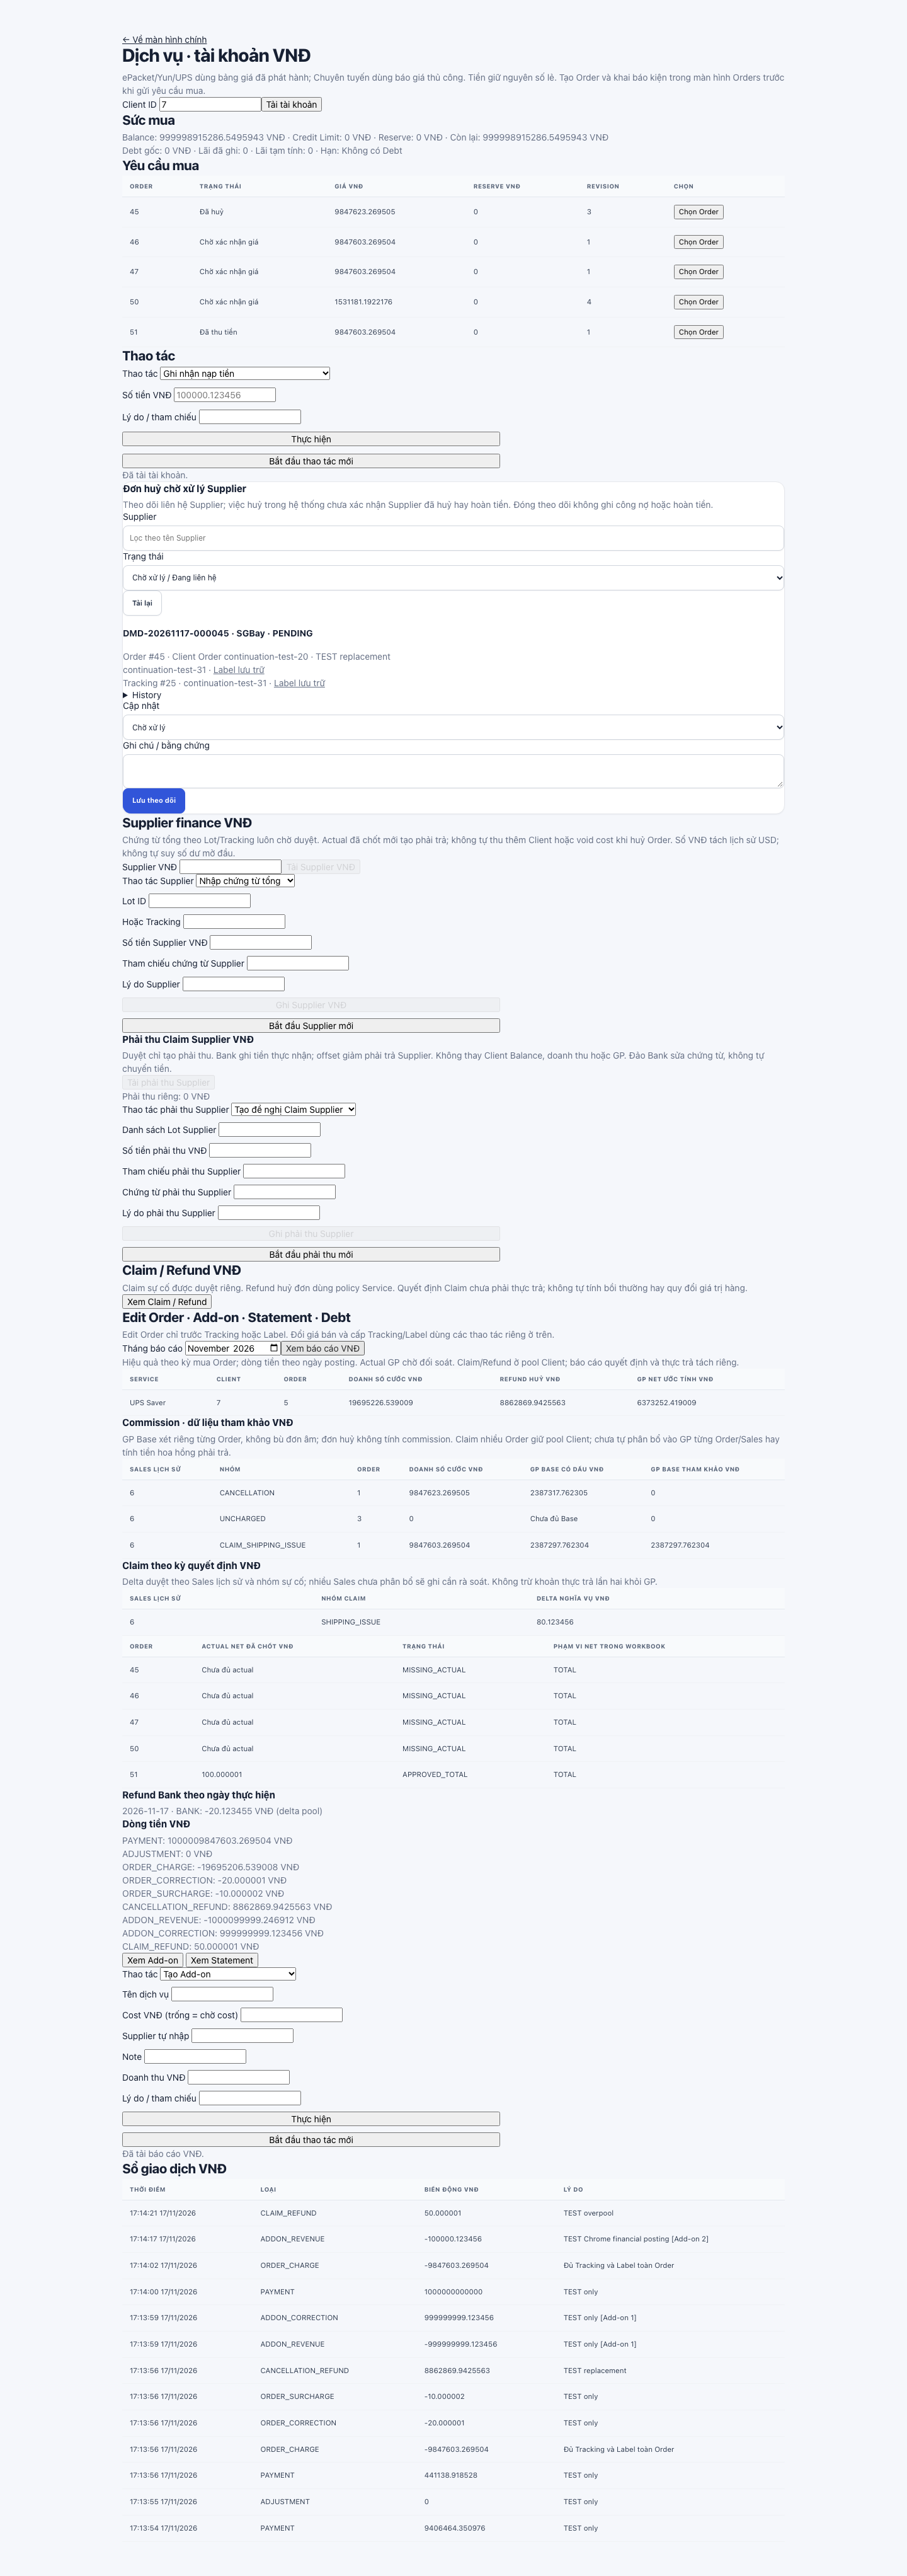 ← Về màn hình chính
Dịch vụ · tài khoản VNĐ
ePacket/Yun/UPS dùng bảng giá đã phát hành; Chuyên tuyến dùng báo giá thủ công. Tiền giữ nguyên số lẻ. Tạo Order và khai báo kiện trong màn hình Orders trước
khi gửi yêu cầu mua.
Client ID 7 Tải tài khoản
Sức mua
Balance: 999998915286.5495943 VNĐ · Credit Limit: 0 VNĐ · Reserve: 0 VNĐ · Còn lại: 999998915286.5495943 VNĐ
Debt gốc: 0 VNĐ · Lãi đã ghi: 0 · Lãi tạm tính: 0 · Hạn: Không có Debt
Yêu cầu mua
ORDER TRẠNG THÁI GIÁ VNĐ RESERVE VNĐ REVISION CHỌN
45 Đã huỷ 9847623.269505 0 3 Chọn Order
46 Chờ xác nhận giá 9847603.269504 0 1 Chọn Order
47 Chờ xác nhận giá 9847603.269504 0 1 Chọn Order
50 Chờ xác nhận giá 1531181.1922176 0 4 Chọn Order
51 Đã thu tiền 9847603.269504 0 1 Chọn Order
Thao tác
Thao tác Ghi nhận nạp tiền
Số tiền VNĐ 100000.123456
Lý do / tham chiếu
Thực hiện
Bắt đầu thao tác mới
Đã tải tài khoản.
Đơn huỷ chờ xử lý Supplier
Theo dõi liên hệ Supplier; việc huỷ trong hệ thống chưa xác nhận Supplier đã huỷ hay hoàn tiền. Đóng theo dõi không ghi công nợ hoặc hoàn tiền.
Supplier
Lọc theo tên Supplier
Trạng thái
Chờ xử lý / Đang liên hệ
Tải lại
DMD-20261117-000045 · SGBay · PENDING
Order #45 · Client Order continuation-test-20 · TEST replacement
continuation-test-31 · Label lưu trữ
Tracking #25 · continuation-test-31 · Label lưu trữ
▶ History
Cập nhật
Chờ xử lý
Ghi chú / bằng chứng
Lưu theo dõi
Supplier finance VNĐ
Chứng từ tổng theo Lot/Tracking luôn chờ duyệt. Actual đã chốt mới tạo phải trả; không tự thu thêm Client hoặc void cost khi huỷ Order. Số VNĐ tách lịch sử USD;
không tự suy số dư mở đầu.
Supplier VNĐ Tải Supplier VNĐ
Thao tác Supplier Nhập chứng từ tổng
Lot ID
Hoặc Tracking
Số tiền Supplier VNĐ
Tham chiếu chứng từ Supplier
Lý do Supplier
Ghi Supplier VNĐ
Bắt đầu Supplier mới
Phải thu Claim Supplier VNĐ
Duyệt chỉ tạo phải thu. Bank ghi tiền thực nhận; offset giảm phải trả Supplier. Không thay Client Balance, doanh thu hoặc GP. Đảo Bank sửa chứng từ, không tự
chuyển tiền.
Tải phải thu Supplier
Phải thu riêng: 0 VNĐ
Thao tác phải thu Supplier Tạo đề nghị Claim Supplier
Danh sách Lot Supplier
Số tiền phải thu VNĐ
Tham chiếu phải thu Supplier
Chứng từ phải thu Supplier
Lý do phải thu Supplier
Ghi phải thu Supplier
Bắt đầu phải thu mới
Claim / Refund VNĐ
Claim sự cố được duyệt riêng. Refund huỷ đơn dùng policy Service. Quyết định Claim chưa phải thực trả; không tự tính bồi thường hay quy đổi giá trị hàng.
Xem Claim / Refund
Edit Order · Add-on · Statement · Debt
Edit Order chỉ trước Tracking hoặc Label. Đổi giá bán và cấp Tracking/Label dùng các thao tác riêng ở trên.
Tháng báo cáo November 2026 Xem báo cáo VNĐ
Hiệu quả theo kỳ mua Order; dòng tiền theo ngày posting. Actual GP chờ đối soát. Claim/Refund ở pool Client; báo cáo quyết định và thực trả tách riêng.
SERVICE CLIENT ORDER DOANH SỐ CƯỚC VNĐ REFUND HUỶ VNĐ GP NET ƯỚC TÍNH VNĐ
UPS Saver 7 5 19695226.539009 8862869.9425563 6373252.419009
Commission · dữ liệu tham khảo VNĐ
GP Base xét riêng từng Order, không bù đơn âm; đơn huỷ không tính commission. Claim nhiều Order giữ pool Client; chưa tự phân bổ vào GP từng Order/Sales hay
tính tiền hoa hồng phải trả.
SALES LỊCH SỬ NHÓM ORDER DOANH SỐ CƯỚC VNĐ GP BASE CÓ DẤU VNĐ GP BASE THAM KHẢO VNĐ
6 CANCELLATION 1 9847623.269505 2387317.762305 0
6 UNCHARGED 3 0 Chưa đủ Base 0
6 CLAIM_SHIPPING_ISSUE 1 9847603.269504 2387297.762304 2387297.762304
Claim theo kỳ quyết định VNĐ
Delta duyệt theo Sales lịch sử và nhóm sự cố; nhiều Sales chưa phân bổ sẽ ghi cần rà soát. Không trừ khoản thực trả lần hai khỏi GP.
SALES LỊCH SỬ NHÓM CLAIM DELTA NGHĨA VỤ VNĐ
6 SHIPPING_ISSUE 80.123456
ORDER ACTUAL NET ĐÃ CHỐT VNĐ TRẠNG THÁI PHẠM VI NET TRONG WORKBOOK
45 Chưa đủ actual MISSING_ACTUAL TOTAL
46 Chưa đủ actual MISSING_ACTUAL TOTAL
47 Chưa đủ actual MISSING_ACTUAL TOTAL
50 Chưa đủ actual MISSING_ACTUAL TOTAL
51 100.000001 APPROVED_TOTAL TOTAL
Refund Bank theo ngày thực hiện
2026-11-17 · BANK: -20.123455 VNĐ (delta pool)
Dòng tiền VNĐ
PAYMENT: 1000009847603.269504 VNĐ
ADJUSTMENT: 0 VNĐ
ORDER_CHARGE: -19695206.539008 VNĐ
ORDER_CORRECTION: -20.000001 VNĐ
ORDER_SURCHARGE: -10.000002 VNĐ
CANCELLATION_REFUND: 8862869.9425563 VNĐ
ADDON_REVENUE: -1000099999.246912 VNĐ
ADDON_CORRECTION: 999999999.123456 VNĐ
CLAIM_REFUND: 50.000001 VNĐ
Xem Add-on Xem Statement
Thao tác Tạo Add-on
Tên dịch vụ
Cost VNĐ (trống = chờ cost)
Supplier tự nhập
Note
Doanh thu VNĐ
Lý do / tham chiếu
Thực hiện
Bắt đầu thao tác mới
Đã tải báo cáo VNĐ.
Sổ giao dịch VNĐ
THỜI ĐIỂM LOẠI BIẾN ĐỘNG VNĐ LÝ DO
17:14:21 17/11/2026 CLAIM_REFUND 50.000001 TEST overpool
17:14:17 17/11/2026 ADDON_REVENUE -100000.123456 TEST Chrome financial posting [Add-on 2]
17:14:02 17/11/2026 ORDER_CHARGE -9847603.269504 Đủ Tracking và Label toàn Order
17:14:00 17/11/2026 PAYMENT 1000000000000 TEST only
17:13:59 17/11/2026 ADDON_CORRECTION 999999999.123456 TEST only [Add-on 1]
17:13:59 17/11/2026 ADDON_REVENUE -999999999.123456 TEST only [Add-on 1]
17:13:56 17/11/2026 CANCELLATION_REFUND 8862869.9425563 TEST replacement
17:13:56 17/11/2026 ORDER_SURCHARGE -10.000002 TEST only
17:13:56 17/11/2026 ORDER_CORRECTION -20.000001 TEST only
17:13:56 17/11/2026 ORDER_CHARGE -9847603.269504 Đủ Tracking và Label toàn Order
17:13:56 17/11/2026 PAYMENT 441138.918528 TEST only
17:13:55 17/11/2026 ADJUSTMENT 0 TEST only
17:13:54 17/11/2026 PAYMENT 9406464.350976 TEST only